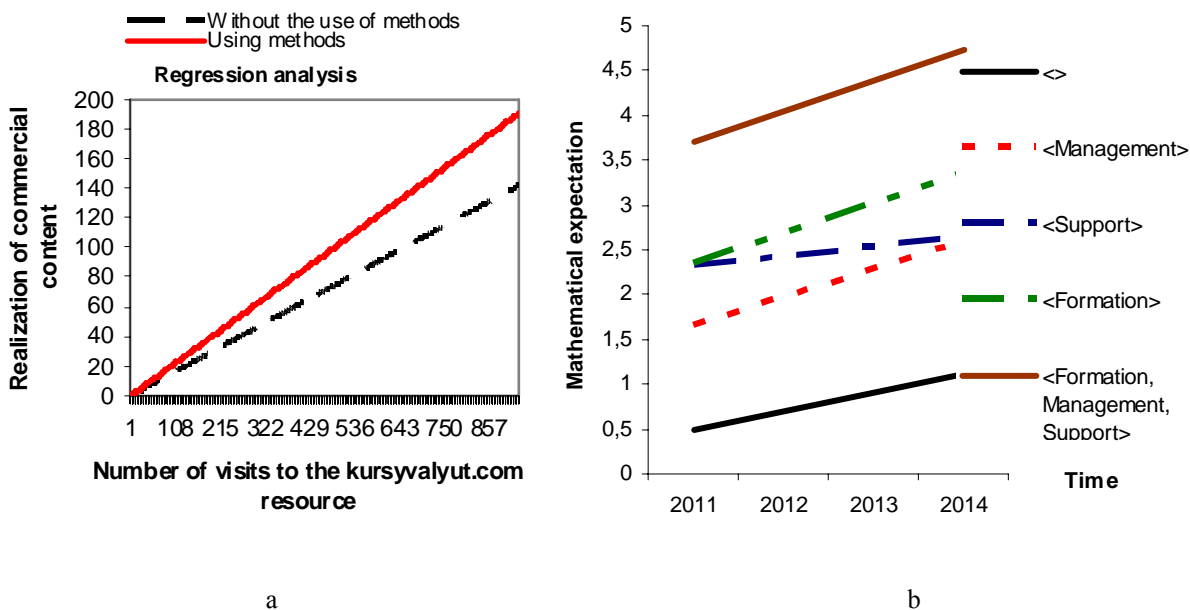 Without the use of methods
Using methods
Regression analysis
200
180
160
140
120
100
80
60
40
20
0
1 108 215 322 429 536 643 750 857
Realization of commercial
content
Number of visits to the kursyvalyut.com
resource
a
5
4,5
4
3,5
3
2,5
2
1,5
1
0,5
0
Mathematical expectation
2011 2012 2013 2014
Time
<>
<Management>
<Support>
<Formation>
<Formation,
Management,
Support>
b